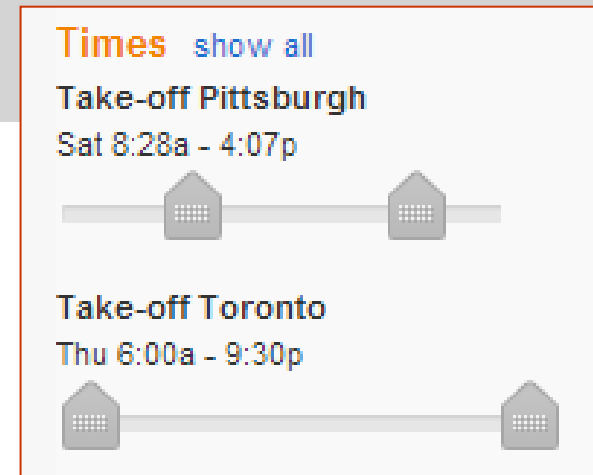 Times show all
Take-off Pittsburgh
Sat 8:28a - 4:07p
Take-off Toronto
Thu 6:00a - 9:30p